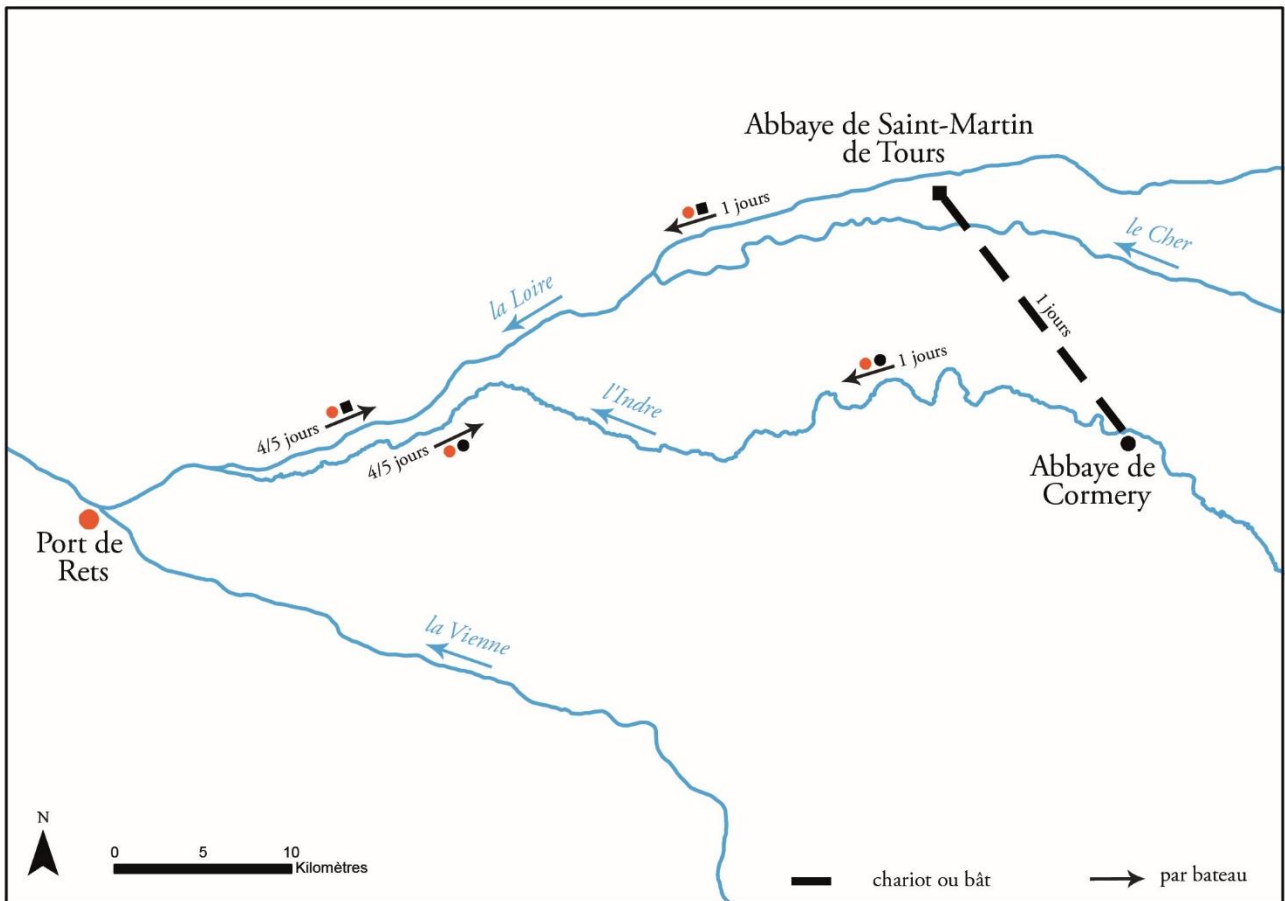 Abbaye de Saint-Martin
de Tours
1 jours
le Cher
la Loire
1 jours
1 jours
l'Indre
4/5 jours
4/5 jours
Abbaye de
Cormery
Port de
Rets
la Vienne
N
0 5 10
Kilomètres
chariot ou bât
par bateau